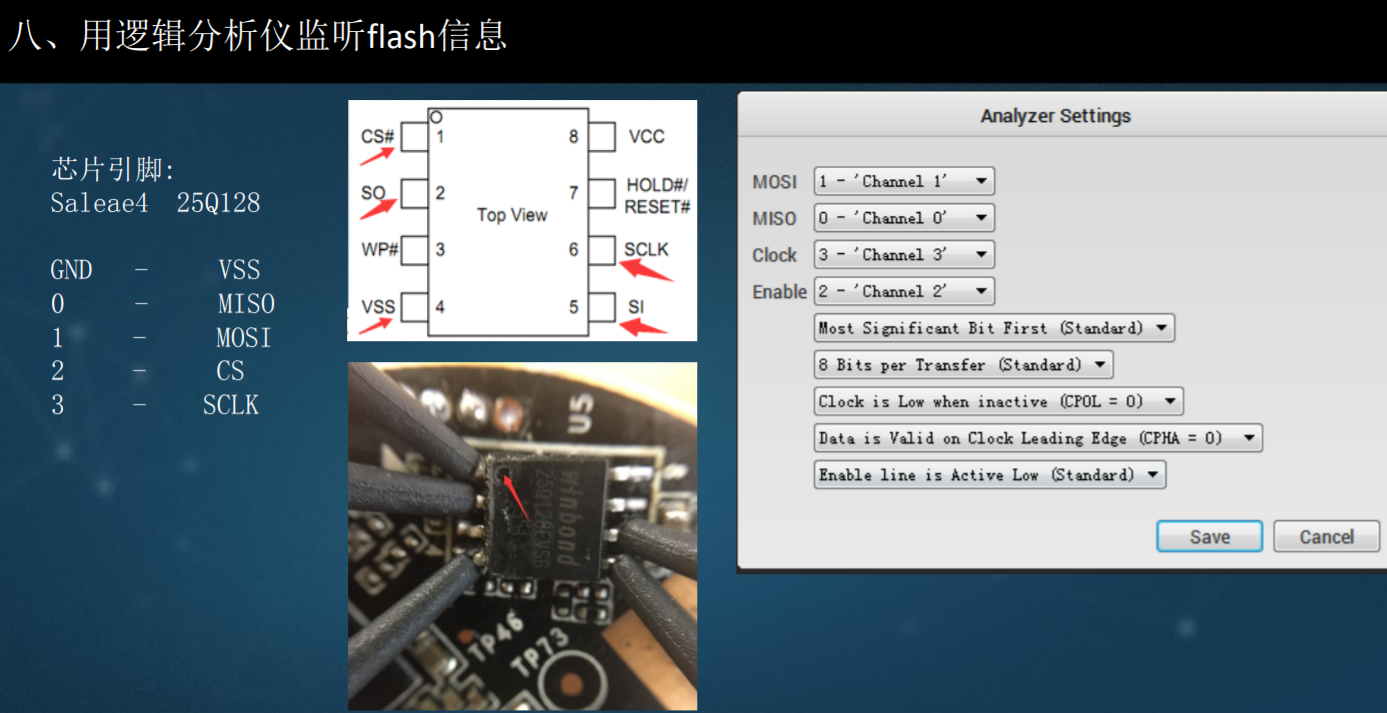 八、用逻辑分析仪监听flash信息
芯片引脚:
Saleae4 25Q128
GND - VSS
0 - MISO
1 - MOSI
2 - CS
3 - SCLK
CS# 1 8 VCC
SO 2 7 HOLD#/
RESET#
Top View
WP# 3 6 SCLK
VSS 4 5 SI
U5
winbond
TP46
TP73
Analyzer Settings
MOSI 1 - 'Channel 1'
MISO 0 - 'Channel 0'
Clock 3 - 'Channel 3'
Enable 2 - 'Channel 2'
Most Significant Bit First (Standard)
8 Bits per Transfer (Standard)
Clock is Low when inactive (CPOL = 0)
Data is Valid on Clock Leading Edge (CPHA = 0)
Enable line is Active Low (Standard)
Save Cancel